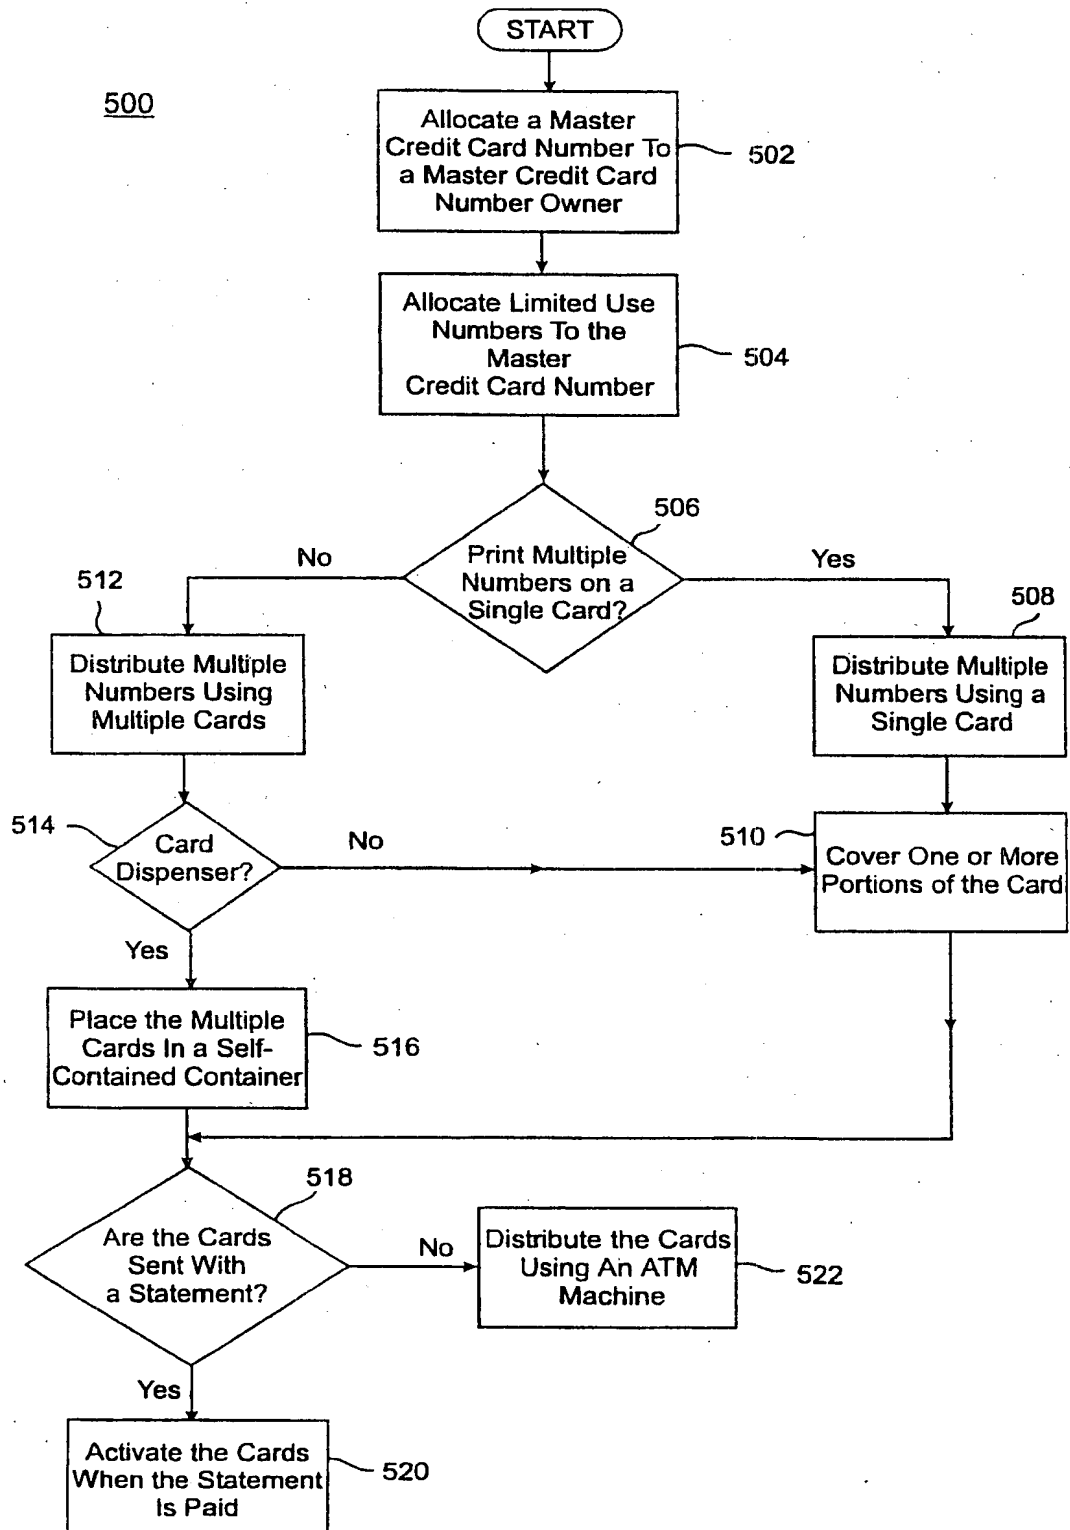 START
500
Allocate a Master
Credit Card Number To
a Master Credit Card
Number Owner
502
Allocate Limited Use
Numbers To the
Master
Credit Card Number
504
506
Print Multiple
Numbers on a
Single Card?
No
Yes
512
508
Distribute Multiple
Numbers Using
Multiple Cards
Distribute Multiple
Numbers Using a
Single Card
514
Card
Dispenser?
No
510
Cover One or More
Portions of the Card
Yes
Place the Multiple
Cards In a Self-
Contained Container
516
518
Are the Cards
Sent With
a Statement?
No
Distribute the Cards
Using An ATM
Machine
522
Yes
Activate the Cards
When the Statement
Is Paid
520